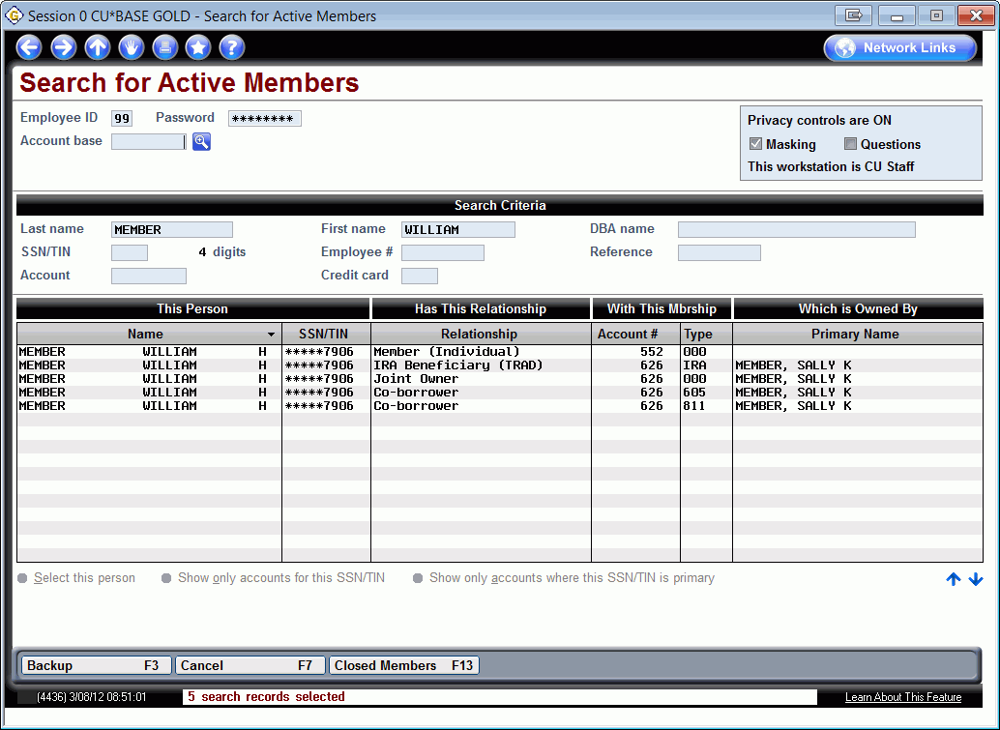 Session 0 CU*BASE GOLD - Search for Active Members
Network Links
Search for Active Members
Employee ID 99 Password ********
Account base
Privacy controls are ON
Masking Questions
This workstation is CU Staff
Search Criteria
Last name MEMBER First name WILLIAM DBA name
SSN/TIN 4 digits Employee # Reference
Account Credit card
This Person Has This Relationship With This Mbrship Which is Owned By
Name SSN/TIN Relationship Account # Type Primary Name
MEMBER WILLIAM H *****7906 Member (Individual) 552 000
MEMBER WILLIAM H *****7906 IRA Beneficiary (TRAD) 626 IRA MEMBER, SALLY K
MEMBER WILLIAM H *****7906 Joint Owner 626 000 MEMBER, SALLY K
MEMBER WILLIAM H *****7906 Co-borrower 626 605 MEMBER, SALLY K
MEMBER WILLIAM H *****7906 Co-borrower 626 811 MEMBER, SALLY K
Select this person Show only accounts for this SSN/TIN Show only accounts where this SSN/TIN is primary
Backup F3 Cancel F7 Closed Members F13
(4436) 3/08/12 08:51:01 5 search records selected Learn About This Feature